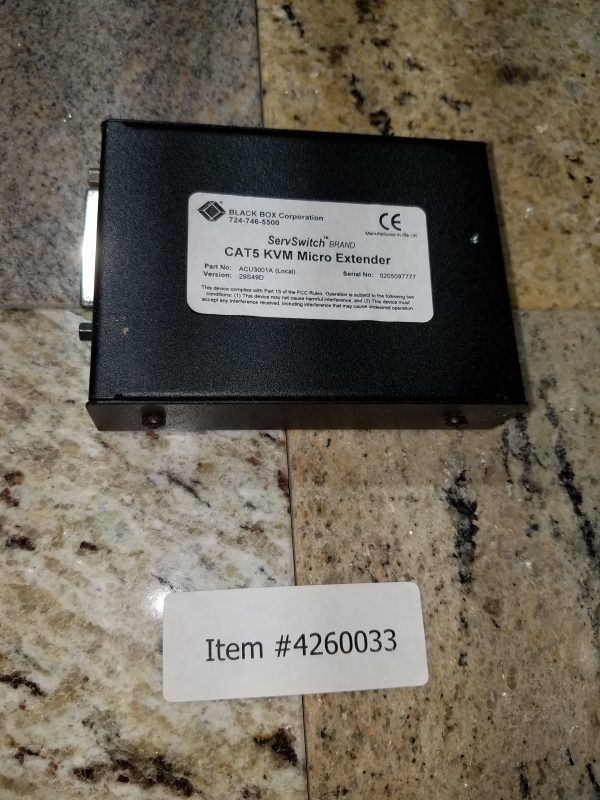 BLACK BOX Corporation
724-746-5500
CE
Manufactured in the UK
ServSwitch™ BRAND
CAT5 KVM Micro Extender
Part No: ACU3001A (Local)
Serial No: 0205097777
Version: 29S49D
This device complies with Part 15 of the FCC Rules. Operation is subject to the following two
conditions: (1) This device may not cause harmful interference, and (2) This device must
accept any interference received, including interference that may cause undesired operation
Item #4260033